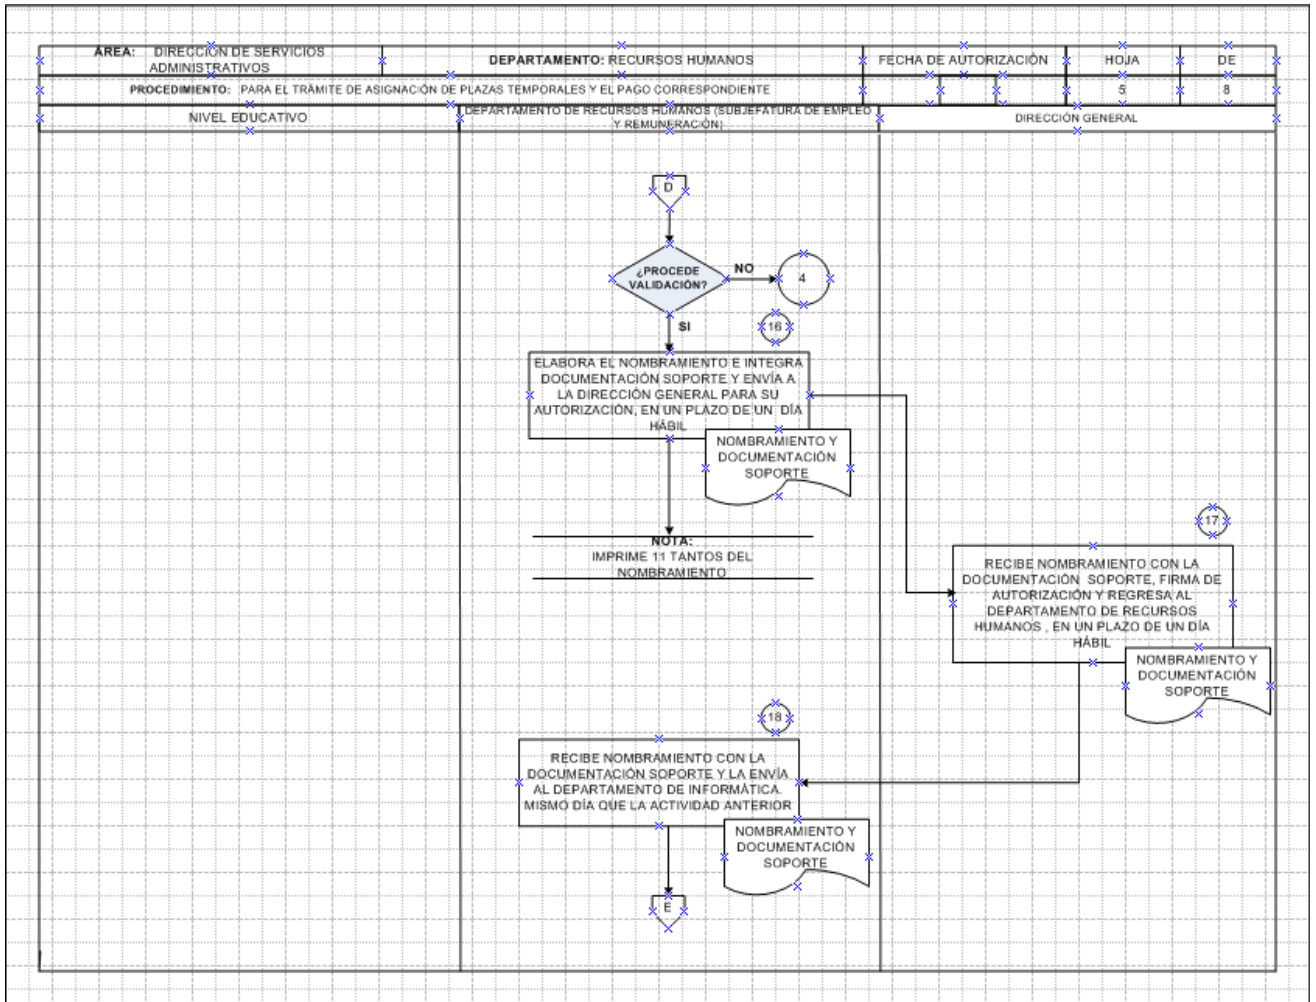 ÁREA: DIRECCIÓN DE SERVICIOS
ADMINISTRATIVOS
DEPARTAMENTO: RECURSOS HUMANOS
FECHA DE AUTORIZACIÓN
HOJA
DE
PROCEDIMIENTO: PARA EL TRÁMITE DE ASIGNACIÓN DE PLAZAS TEMPORALES Y EL PAGO CORRESPONDIENTE
5
8
NIVEL EDUCATIVO
DEPARTAMENTO DE RECURSOS HUMANOS (SUBJEFATURA DE EMPLEO
Y REMUNERACIÓN)
DIRECCIÓN GENERAL
D
¿PROCEDE
VALIDACIÓN?
NO
4
SI
16
ELABORA EL NOMBRAMIENTO E INTEGRA
DOCUMENTACIÓN SOPORTE Y ENVÍA A
LA DIRECCIÓN GENERAL PARA SU
AUTORIZACIÓN, EN UN PLAZO DE UN DÍA
HÁBIL
NOMBRAMIENTO Y
DOCUMENTACIÓN
SOPORTE
NOTA:
IMPRIME 11 TANTOS DEL
NOMBRAMIENTO
17
RECIBE NOMBRAMIENTO CON LA
DOCUMENTACIÓN SOPORTE, FIRMA DE
AUTORIZACIÓN Y REGRESA AL
DEPARTAMENTO DE RECURSOS
HUMANOS , EN UN PLAZO DE UN DÍA
HÁBIL
NOMBRAMIENTO Y
DOCUMENTACIÓN
SOPORTE
18
RECIBE NOMBRAMIENTO CON LA
DOCUMENTACIÓN SOPORTE Y LA ENVÍA
AL DEPARTAMENTO DE INFORMÁTICA.
MISMO DÍA QUE LA ACTIVIDAD ANTERIOR
NOMBRAMIENTO Y
DOCUMENTACIÓN
SOPORTE
E